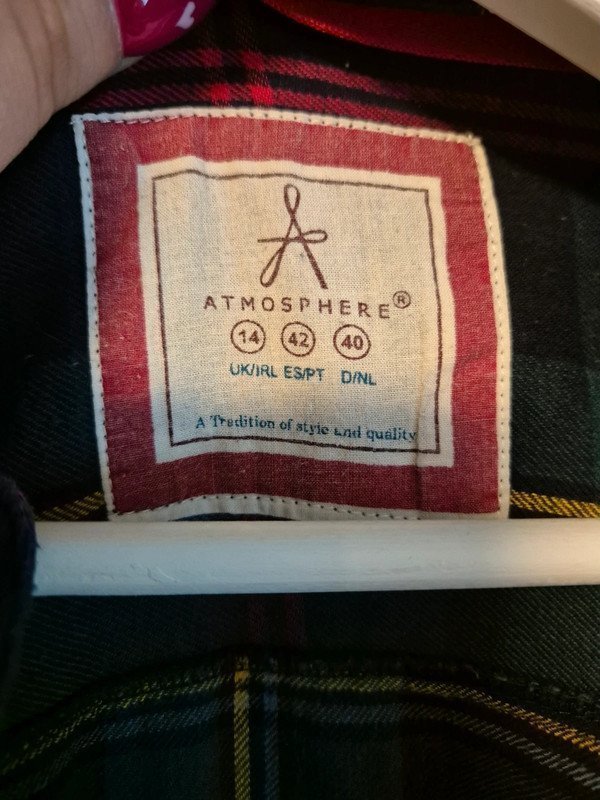 ATMOSPHERE®
14 42 40
UK/IRL ES/PT D/NL
A Tradition of style and quality